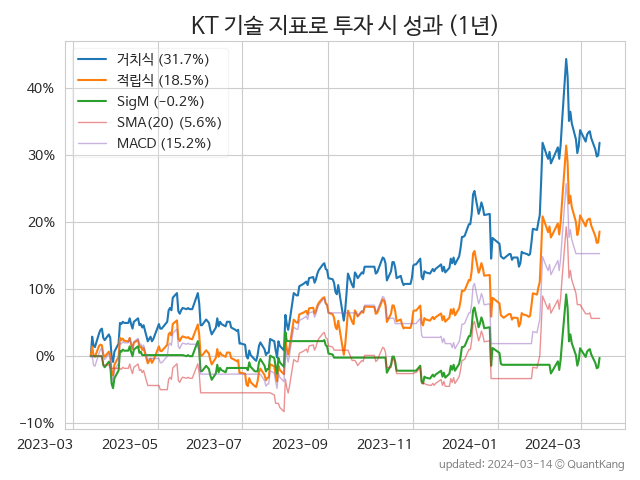 KT 기술 지표로 투자 시 성과 (1년)
거치식 (31.7%)
적립식 (18.5%)
SigM (−0.2%)
SMA(20) (5.6%)
MACD (15.2%)
40%
30%
20%
10%
0%
−10%
2023-03
2023-05
2023-07
2023-09
2023-11
2024-01
2024-03
updated: 2024-03-14 ⓒ QuantKang